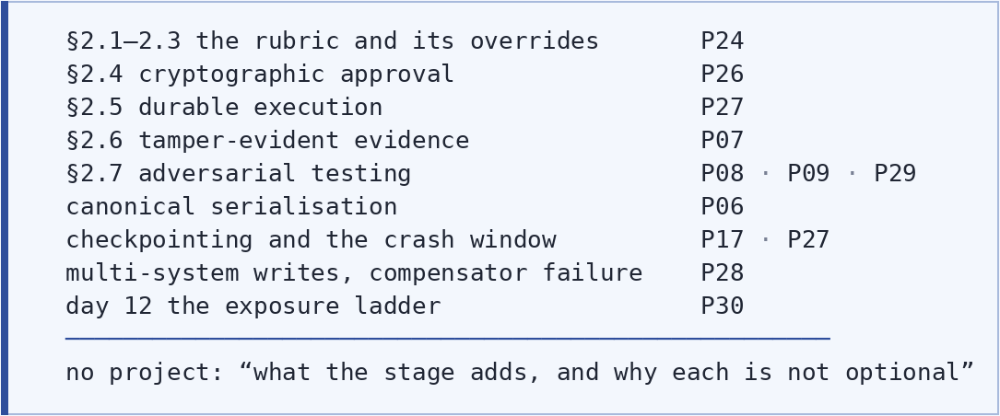 §2.1–2.3 the rubric and its overrides P24
§2.4 cryptographic approval P26
§2.5 durable execution P27
§2.6 tamper-evident evidence P07
§2.7 adversarial testing P08 · P09 · P29
canonical serialisation P06
checkpointing and the crash window P17 · P27
multi-system writes, compensator failure P28
day 12 the exposure ladder P30
no project: “what the stage adds, and why each is not optional”